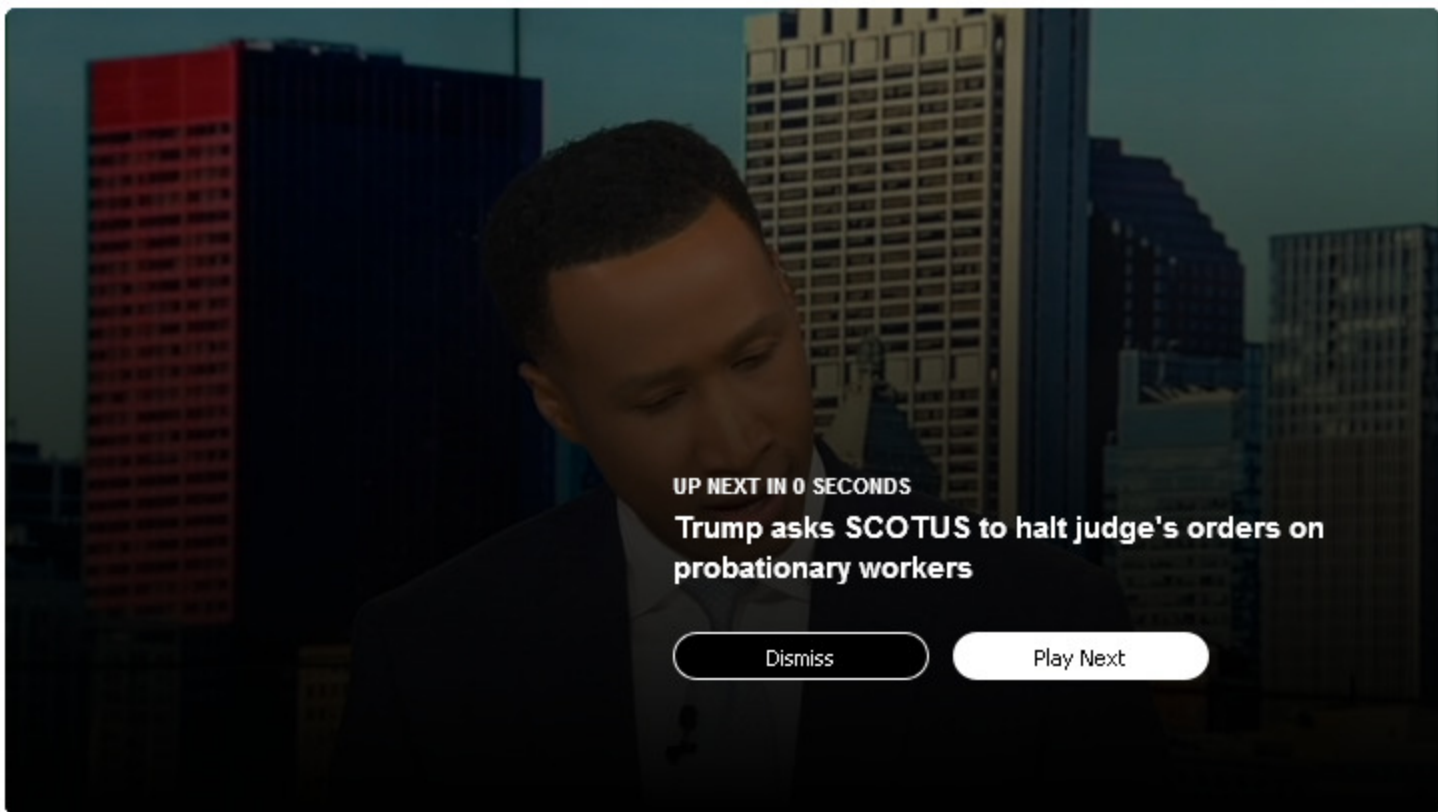 UP NEXT IN 0 SECONDS
Trump asks SCOTUS to halt judge's orders on
probationary workers
Dismiss
Play Next